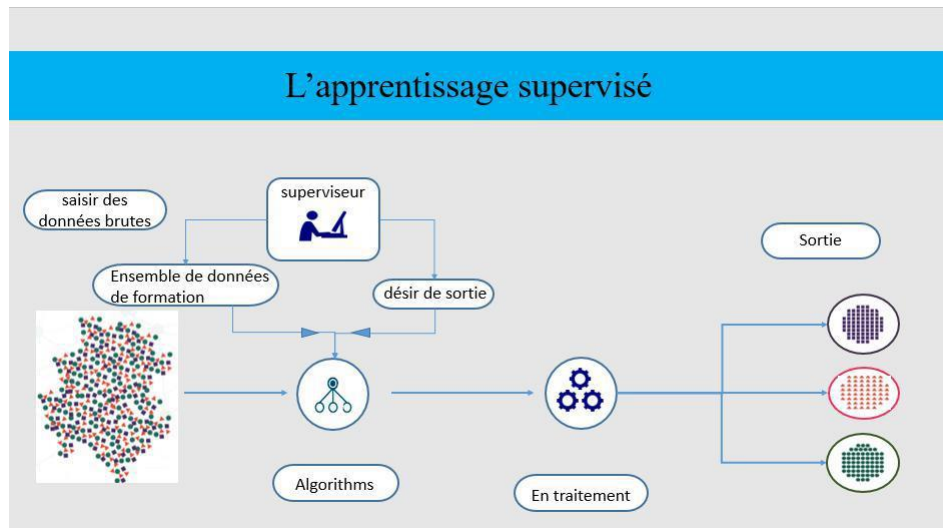 L'apprentissage supervisé
saisir des
données brutes
superviseur
Ensemble de données
de formation
désir de sortie
Sortie
Algorithms
En traitement